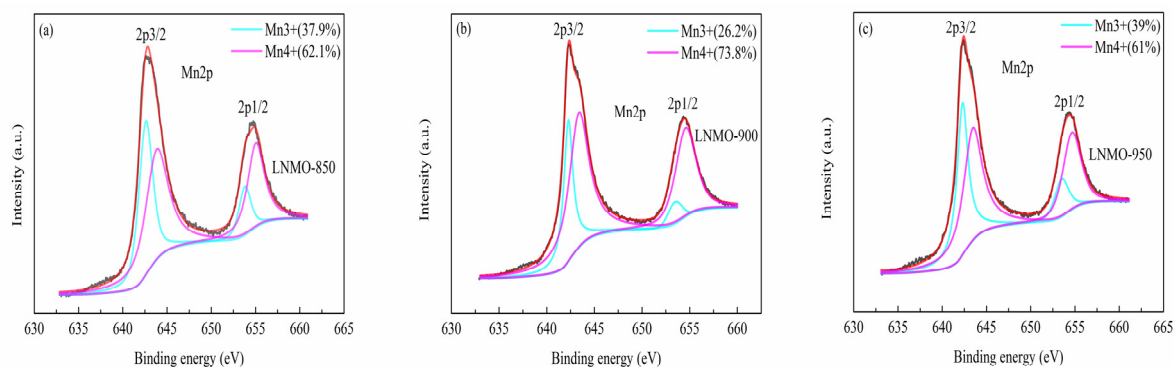 (a)
2p3/2
Mn3+(37.9%)
Mn4+(62.1%)
Mn2p
2p1/2
LNMO-850
Intensity (a.u.)
630 635 640 645 650 655 660 665
Binding energy (eV)
(b)
2p3/2
Mn3+(26.2%)
Mn4+(73.8%)
Mn2p
2p1/2
LNMO-900
Intensity (a.u.)
630 635 640 645 650 655 660
Binding energy (eV)
(c)
2p3/2
Mn3+(39%)
Mn4+(61%)
Mn2p
2p1/2
LNMO-950
Intensity (a.u.)
630 635 640 645 650 655 660 665
Binding energy (eV)